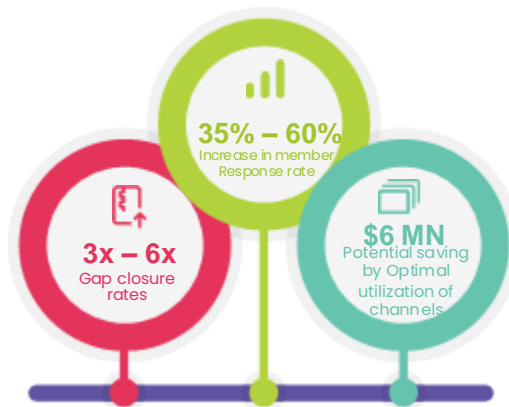 35% – 60%
Increase in member
Response rate
3x – 6x
Gap closure
rates
$6 MN
Potential saving
by Optimal
utilization of
channels